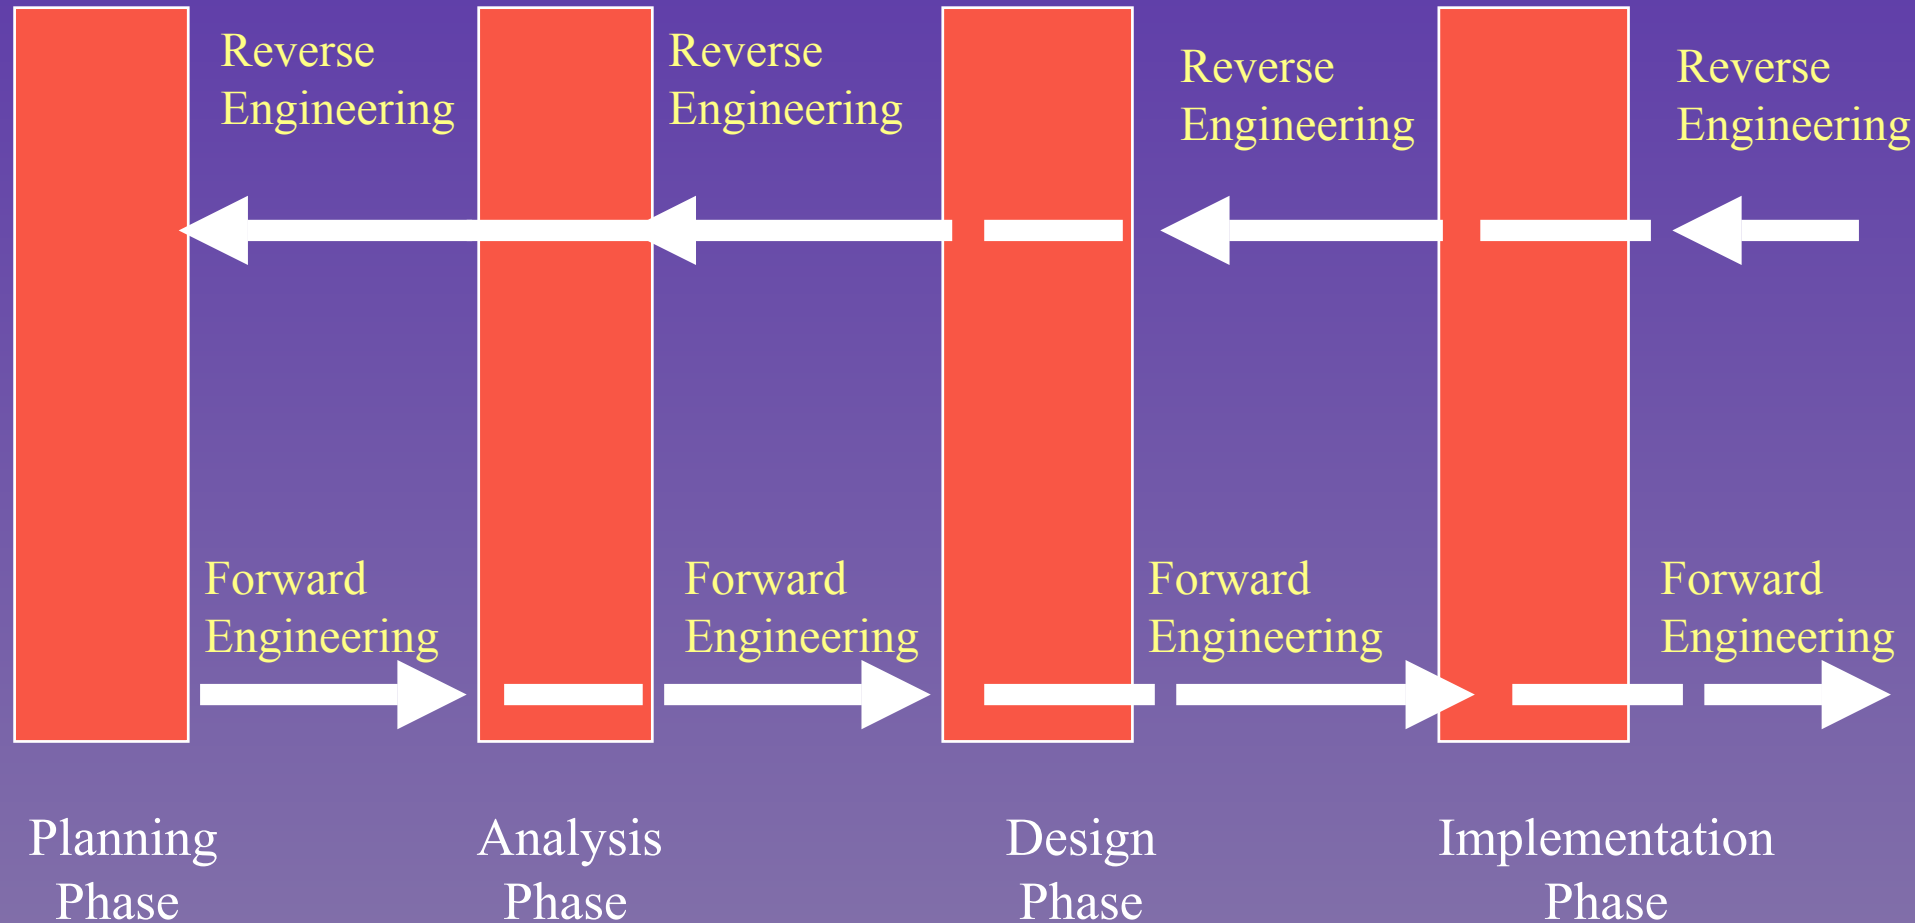 Reverse
Engineering
Reverse
Engineering
Reverse
Engineering
Reverse
Engineering
Forward
Engineering
Forward
Engineering
Forward
Engineering
Forward
Engineering
Planning
Phase
Analysis
Phase
Design
Phase
Implementation
Phase